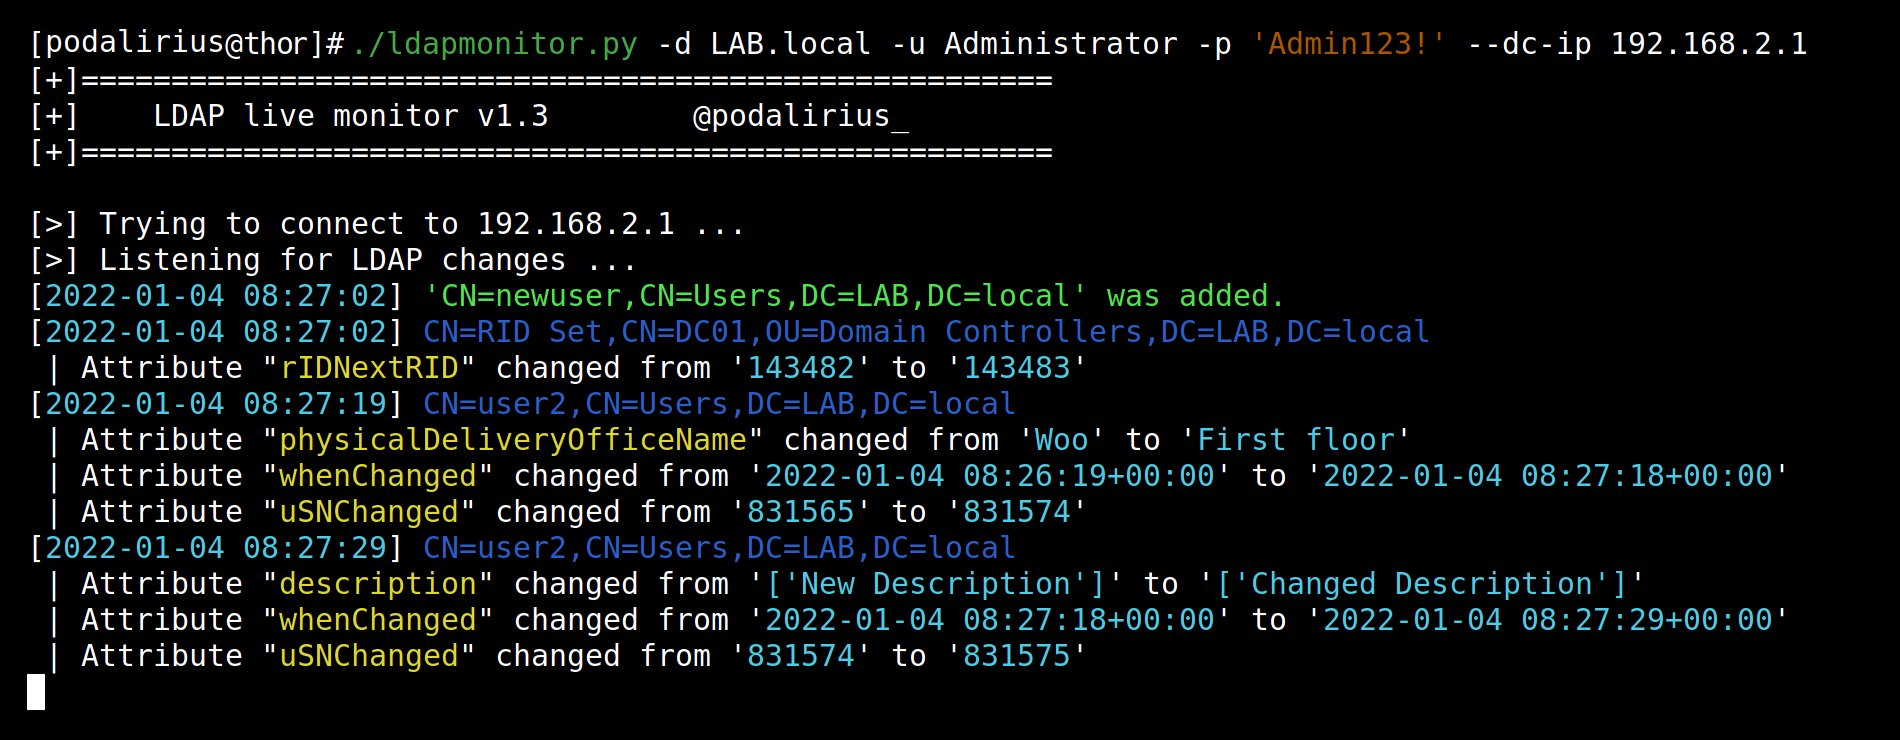 [podalirius@thor]#./ldapmonitor.py -d LAB.local -u Administrator -p 'Admin123!' --dc-ip 192.168.2.1
[+]======================================================
[+]    LDAP live monitor v1.3        @podalirius_
[+]======================================================

[>] Trying to connect to 192.168.2.1 ...
[>] Listening for LDAP changes ...
[2022-01-04 08:27:02] 'CN=newuser,CN=Users,DC=LAB,DC=local' was added.
[2022-01-04 08:27:02] CN=RID Set,CN=DC01,OU=Domain Controllers,DC=LAB,DC=local
 | Attribute "rIDNextRID" changed from '143482' to '143483'
[2022-01-04 08:27:19] CN=user2,CN=Users,DC=LAB,DC=local
 | Attribute "physicalDeliveryOfficeName" changed from 'Woo' to 'First floor'
 | Attribute "whenChanged" changed from '2022-01-04 08:26:19+00:00' to '2022-01-04 08:27:18+00:00'
 | Attribute "uSNChanged" changed from '831565' to '831574'
[2022-01-04 08:27:29] CN=user2,CN=Users,DC=LAB,DC=local
 | Attribute "description" changed from '['New Description']' to '['Changed Description']'
 | Attribute "whenChanged" changed from '2022-01-04 08:27:18+00:00' to '2022-01-04 08:27:29+00:00'
 | Attribute "uSNChanged" changed from '831574' to '831575'